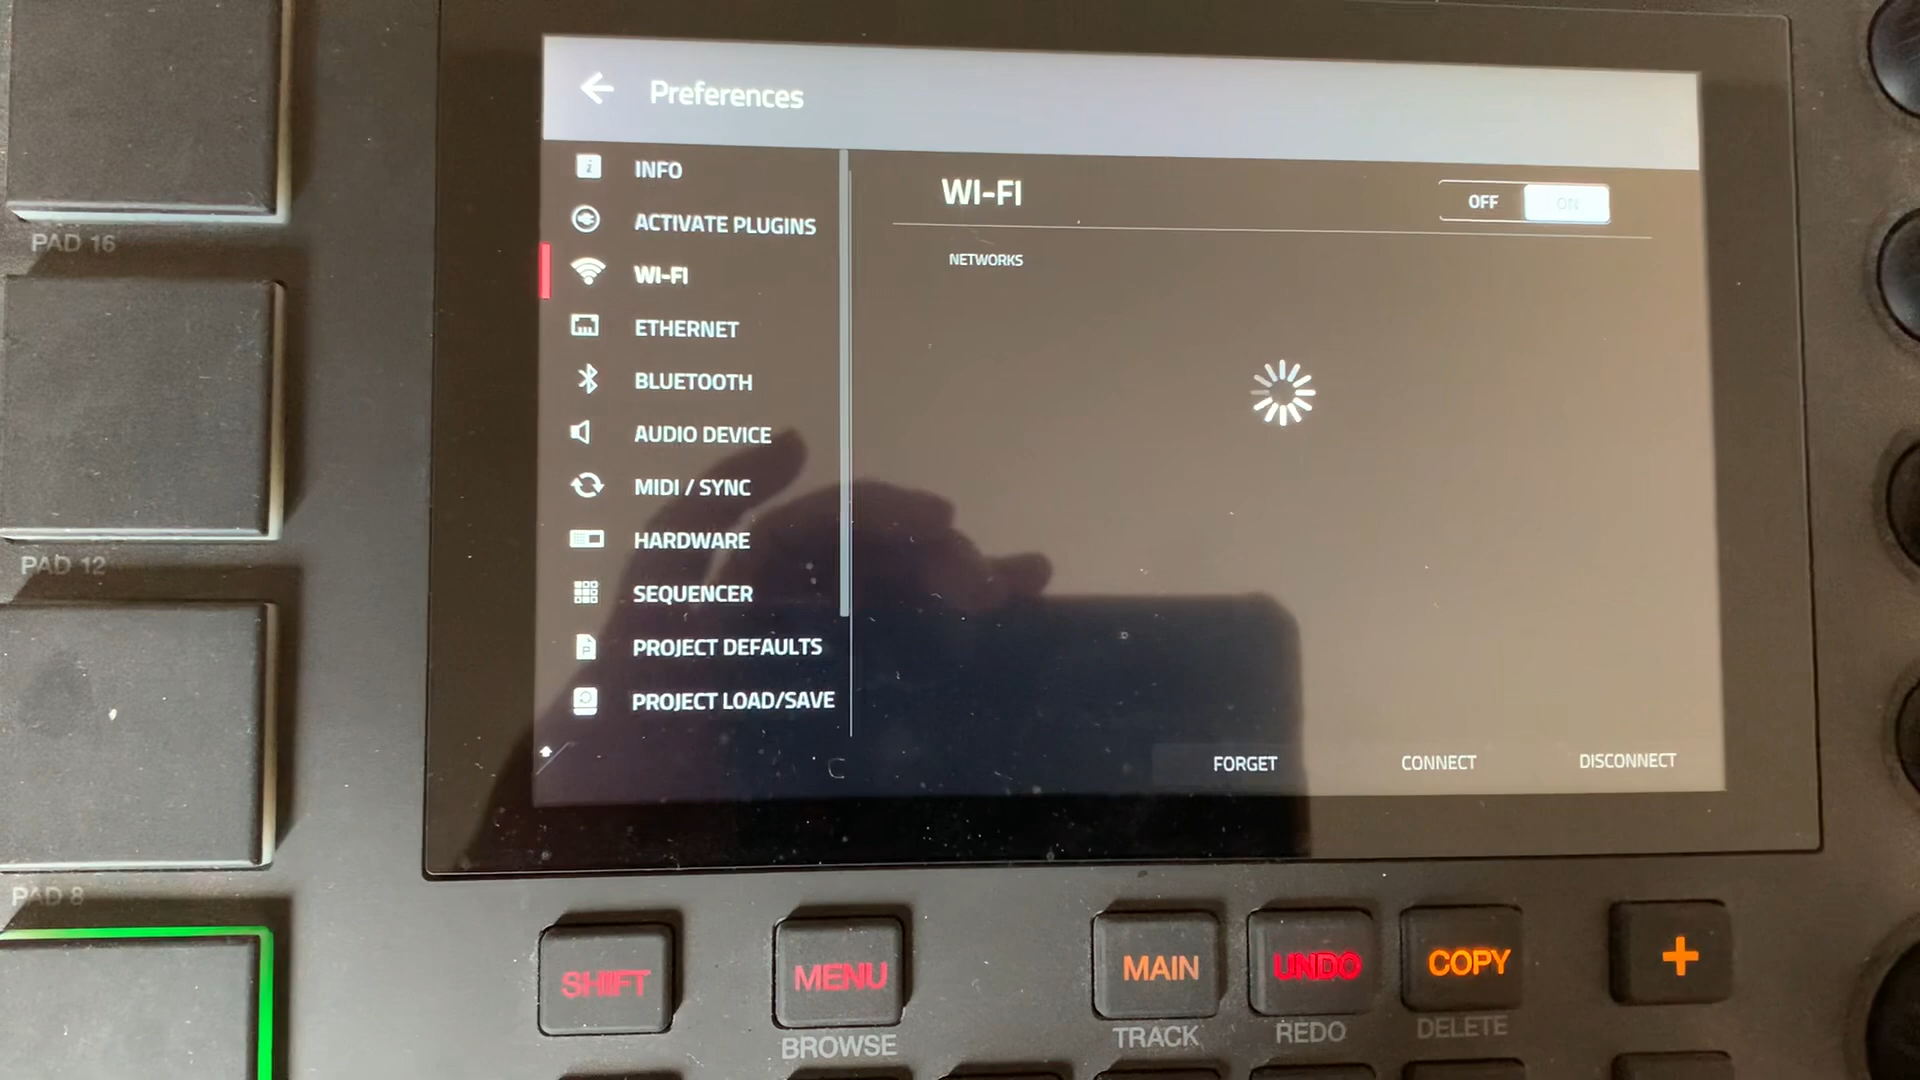 Preferences
INFO
ACTIVATE PLUGINS
WI-FI
ETHERNET
BLUETOOTH
AUDIO DEVICE
MIDI / SYNC
HARDWARE
SEQUENCER
PROJECT DEFAULTS
PROJECT LOAD/SAVE
WI-FI
OFF ON
NETWORKS
FORGET CONNECT DISCONNECT
PAD 16
PAD 12
PAD 8
SHIFT
MENU
BROWSE
MAIN
TRACK
UNDO
REDO
COPY
DELETE
+